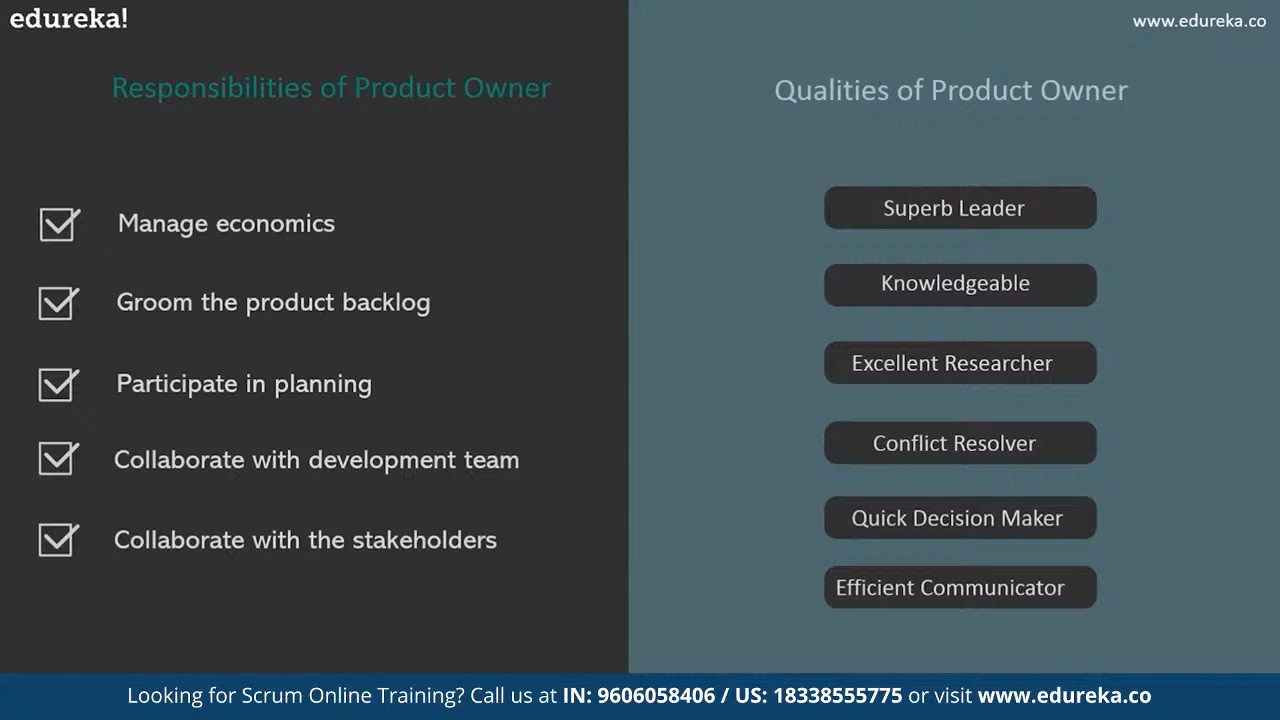 edureka!
www.edureka.co
Responsibilities of Product Owner
Manage economics
Groom the product backlog
Participate in planning
Collaborate with development team
Collaborate with the stakeholders
Qualities of Product Owner
Superb Leader
Knowledgeable
Excellent Researcher
Conflict Resolver
Quick Decision Maker
Efficient Communicator
Looking for Scrum Online Training? Call us at IN: 9606058406 / US: 18338555775 or visit www.edureka.co